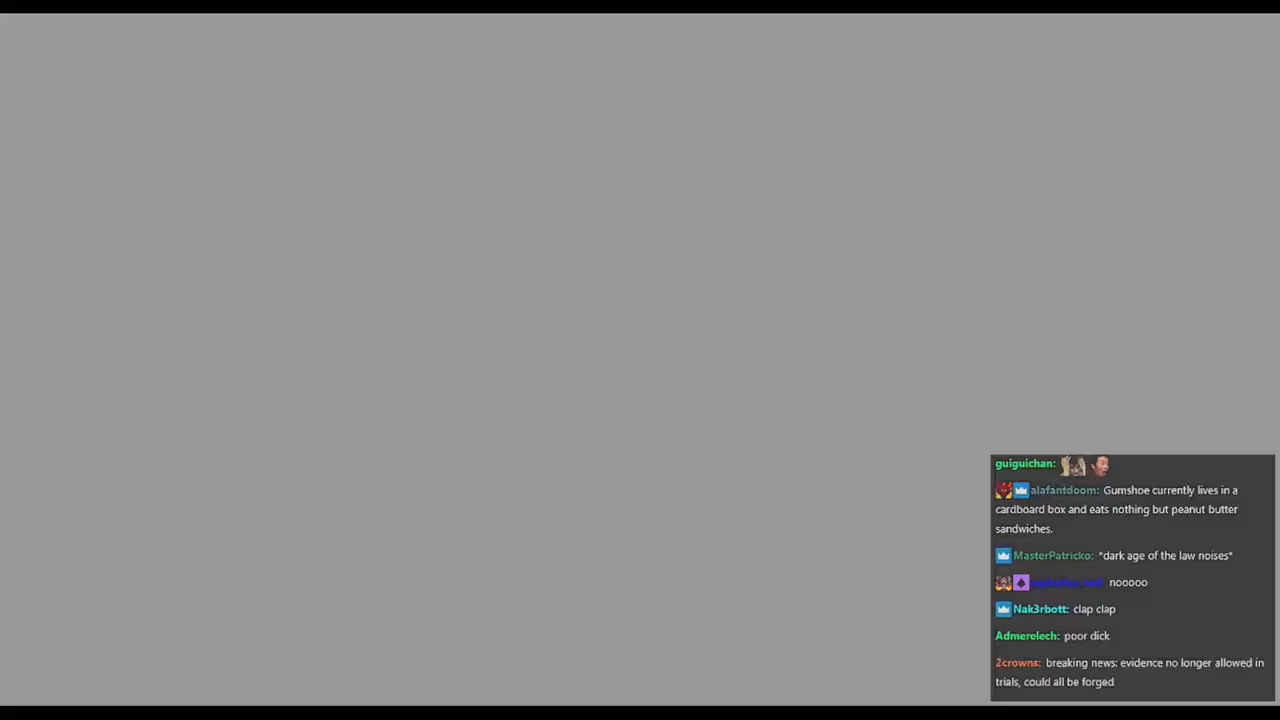 guiguichan:
alafantdoom: Gumshoe currently lives in a
cardboard box and eats nothing but peanut butter
sandwiches.
MasterPatricko: *dark age of the law noises*
nooooo
Nak3rbott: clap clap
Admerelech: poor dick
2crowns: breaking news: evidence no longer allowed in
trials, could all be forged